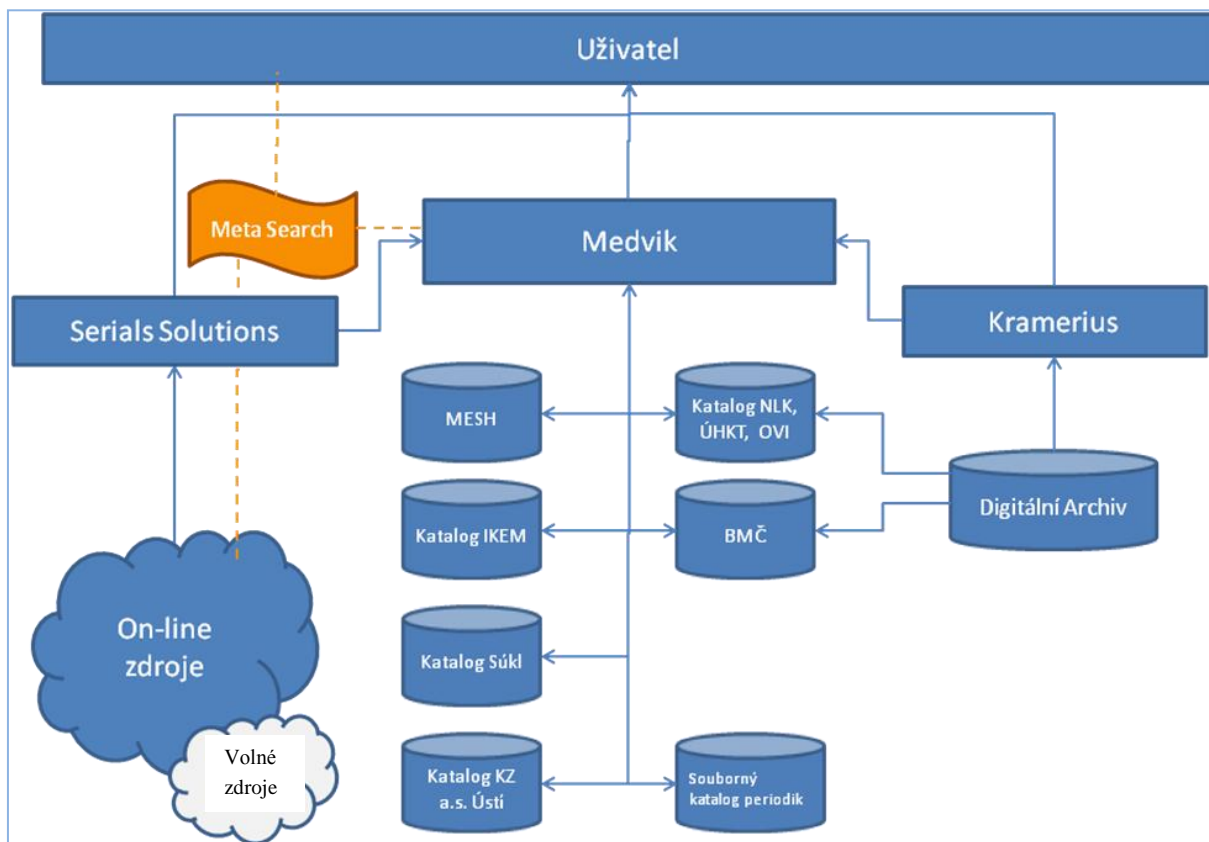 Uživatel
Meta Search
Medvik
Serials Solutions
Kramerius
MESH
Katalog NLK,
ÚHKT, OVI
Katalog IKEM
BMČ
Digitální Archiv
On-line
zdroje
Katalog Súkl
Volné
zdroje
Katalog KZ
a.s. Ústí
Souborný
katalog periodik